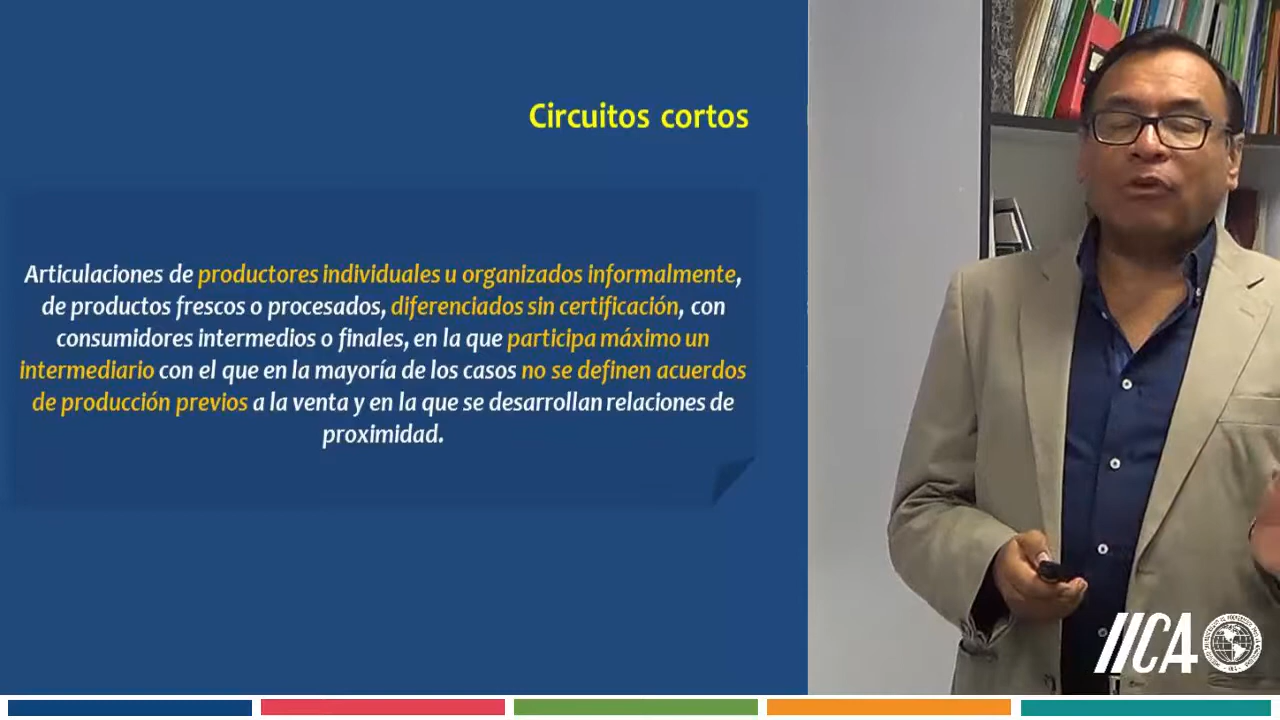 Circuitos cortos
Articulaciones de productores individuales u organizados informalmente,
de productos frescos o procesados, diferenciados sin certificación, con
consumidores intermedios o finales, en la que participa máximo un
intermediario con el que en la mayoría de los casos no se definen acuerdos
de producción previos a la venta y en la que se desarrollan relaciones de
proximidad.
IICA